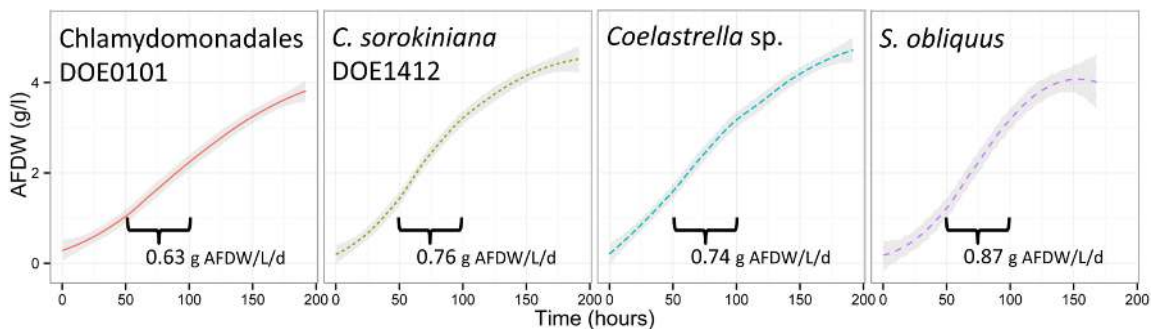 Chlamydomonadales
DOE0101
C. sorokiniana
DOE1412
Coelastrella sp.
S. obliquus
AFDW (g/l)
4
2
0
0.63 g AFDW/L/d
0.76 g AFDW/L/d
0.74 g AFDW/L/d
0.87 g AFDW/L/d
0 50 100 150 200 0 50 100 150 200 0 50 100 150 200 0 50 100 150 200
Time (hours)